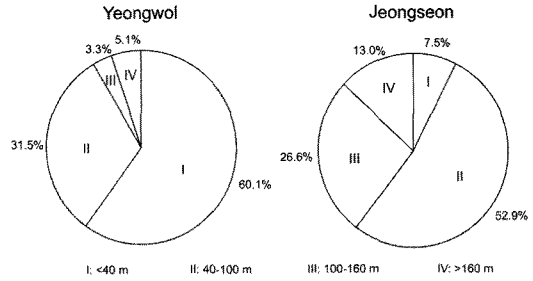 Yeongwol
Jeongseon
5.1%
3.3%
III
IV
31.5%
II
I
60.1%
13.0%
7.5%
IV
I
26.6%
III
II
52.9%
I: <40 m
II: 40-100 m
III: 100-160 m
IV: >160 m